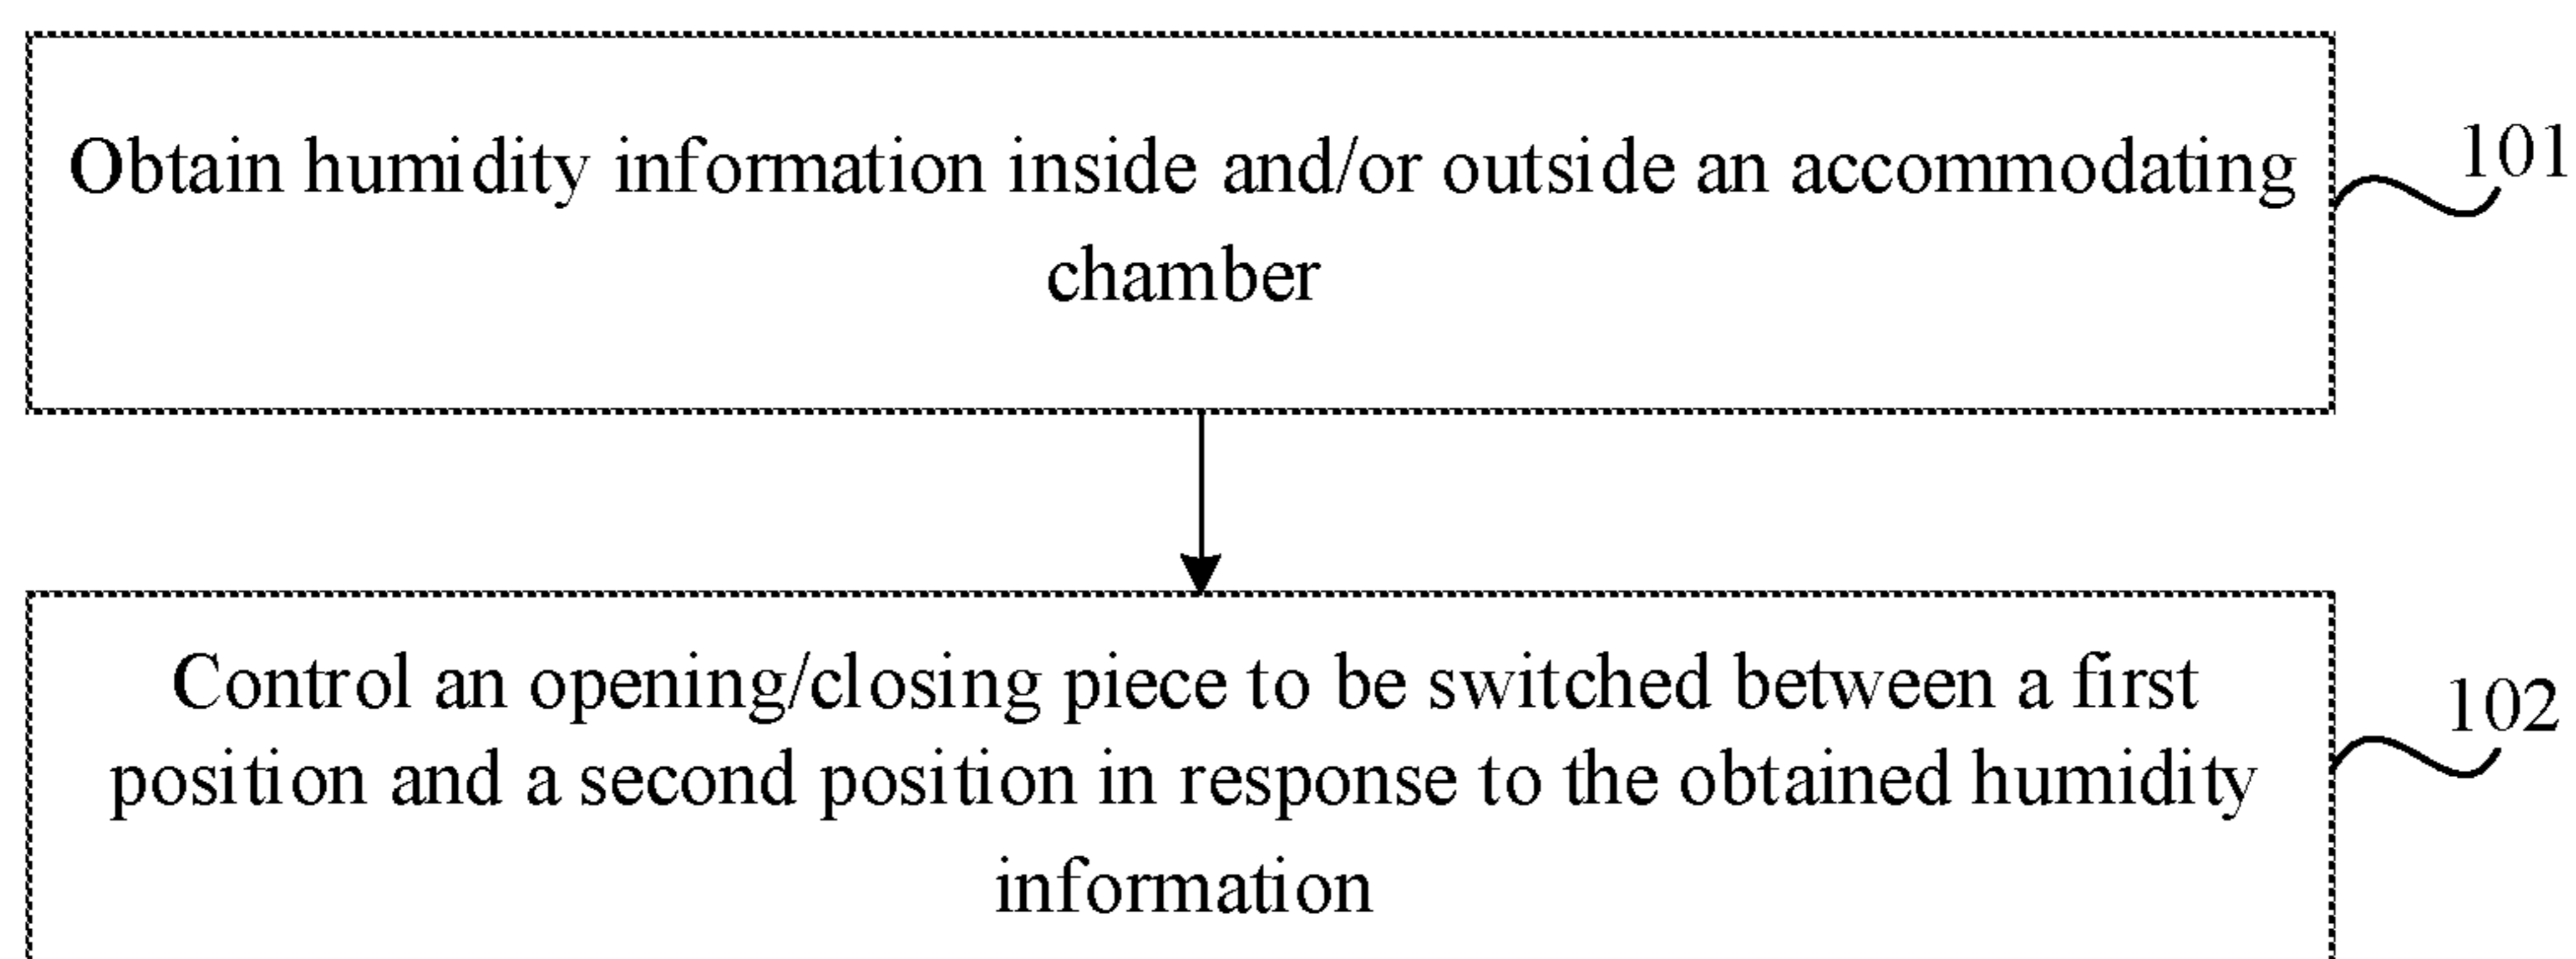 Obtain humidity information inside and/or outside an accommodating
chamber
101
Control an opening/closing piece to be switched between a first
position and a second position in response to the obtained humidity
information
102